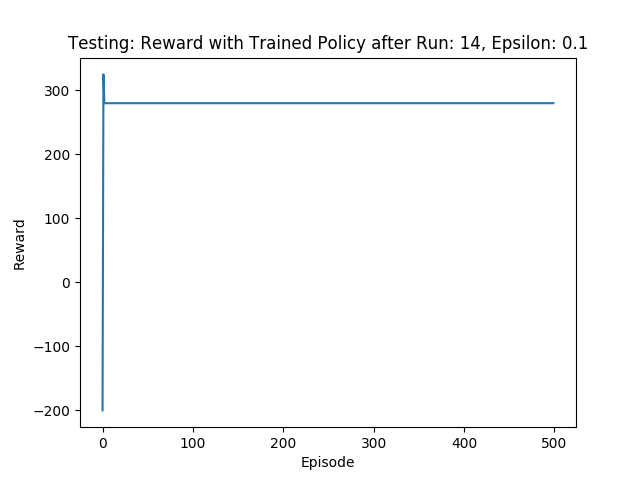 Testing: Reward with Trained Policy after Run: 14, Epsilon: 0.1
300
200
100
0
−100
−200
Reward
0 100 200 300 400 500
Episode